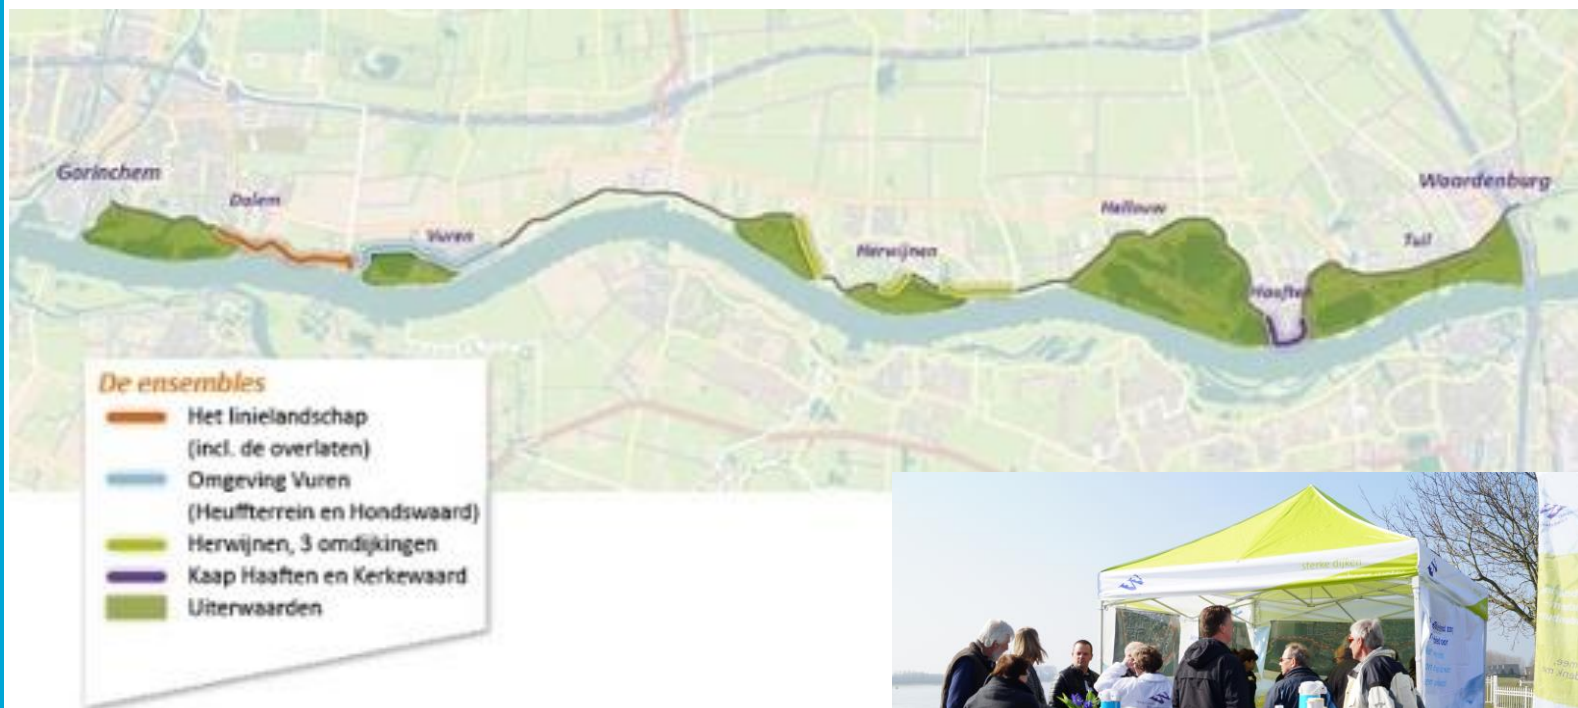 Gorinchem
Dalem
Vuren
Herwijnen
Hellouw
Haaften
Tuil
Waardenburg
De ensembles
Het linielandschap
(incl. de overlaten)
Omgeving Vuren
(Heuffterrein en Hondswaard)
Herwijnen, 3 omdijkingen
Kaap Haaften en Kerkewaard
Uiterwaarden
sterke dijken